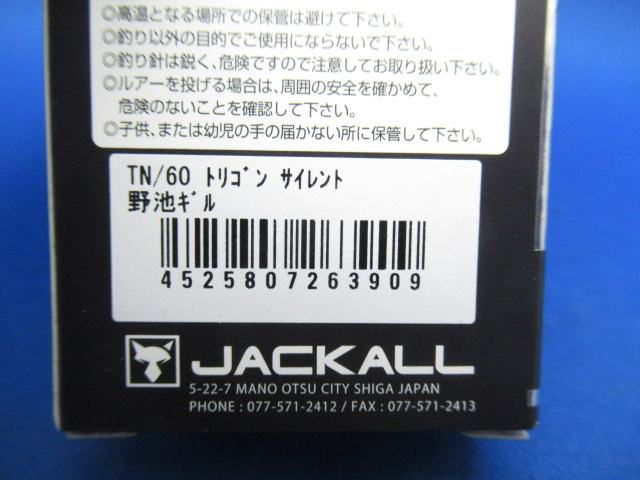 ◎高温となる場所での保管は避けて下さい。
◎釣り以外の目的でご使用にならないで下さい。
◎釣り針は鋭く、危険ですので注意してお取り扱い下さい。
◎ルアーを投げる場合は、周囲の安全を確かめて、
危険のないことを確認して下さい。
◎子供、または幼児の手の届かない所に保管して下さい。
TN/60 ﾄﾘｺﾞﾝ ｻｲﾚﾝﾄ
野池ｷﾞﾙ
4525807263909
JACKALL
5-22-7 MANO OTSU CITY SHIGA JAPAN
PHONE : 077-571-2412 / FAX : 077-571-2413